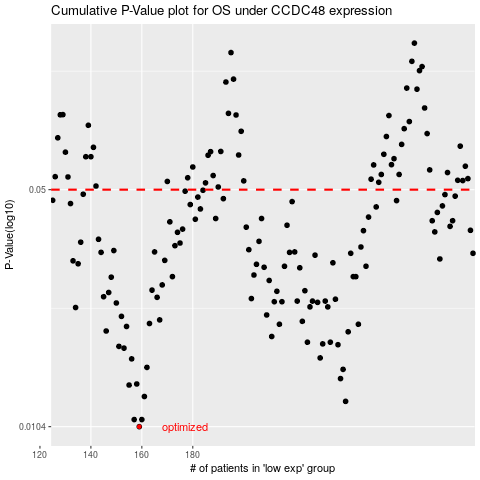 Cumulative P-Value plot for OS under CCDC48 expression
P-Value(log10)
0.05
0.0104
optimized
120 140 160 180
# of patients in 'low exp' group